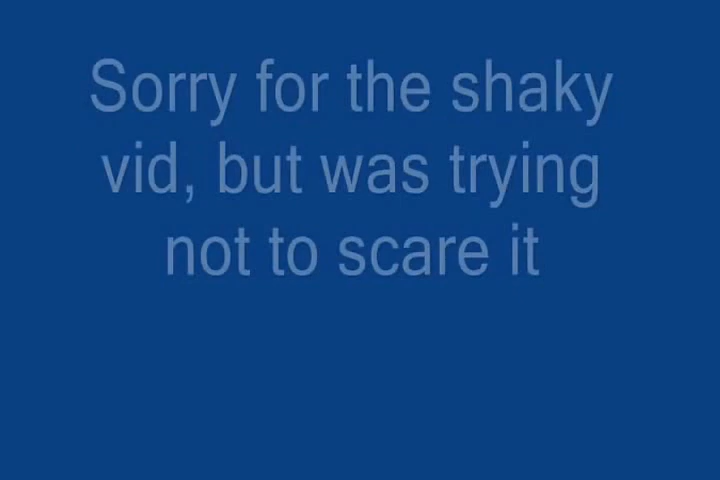 Sorry for the shaky
vid, but was trying
not to scare it